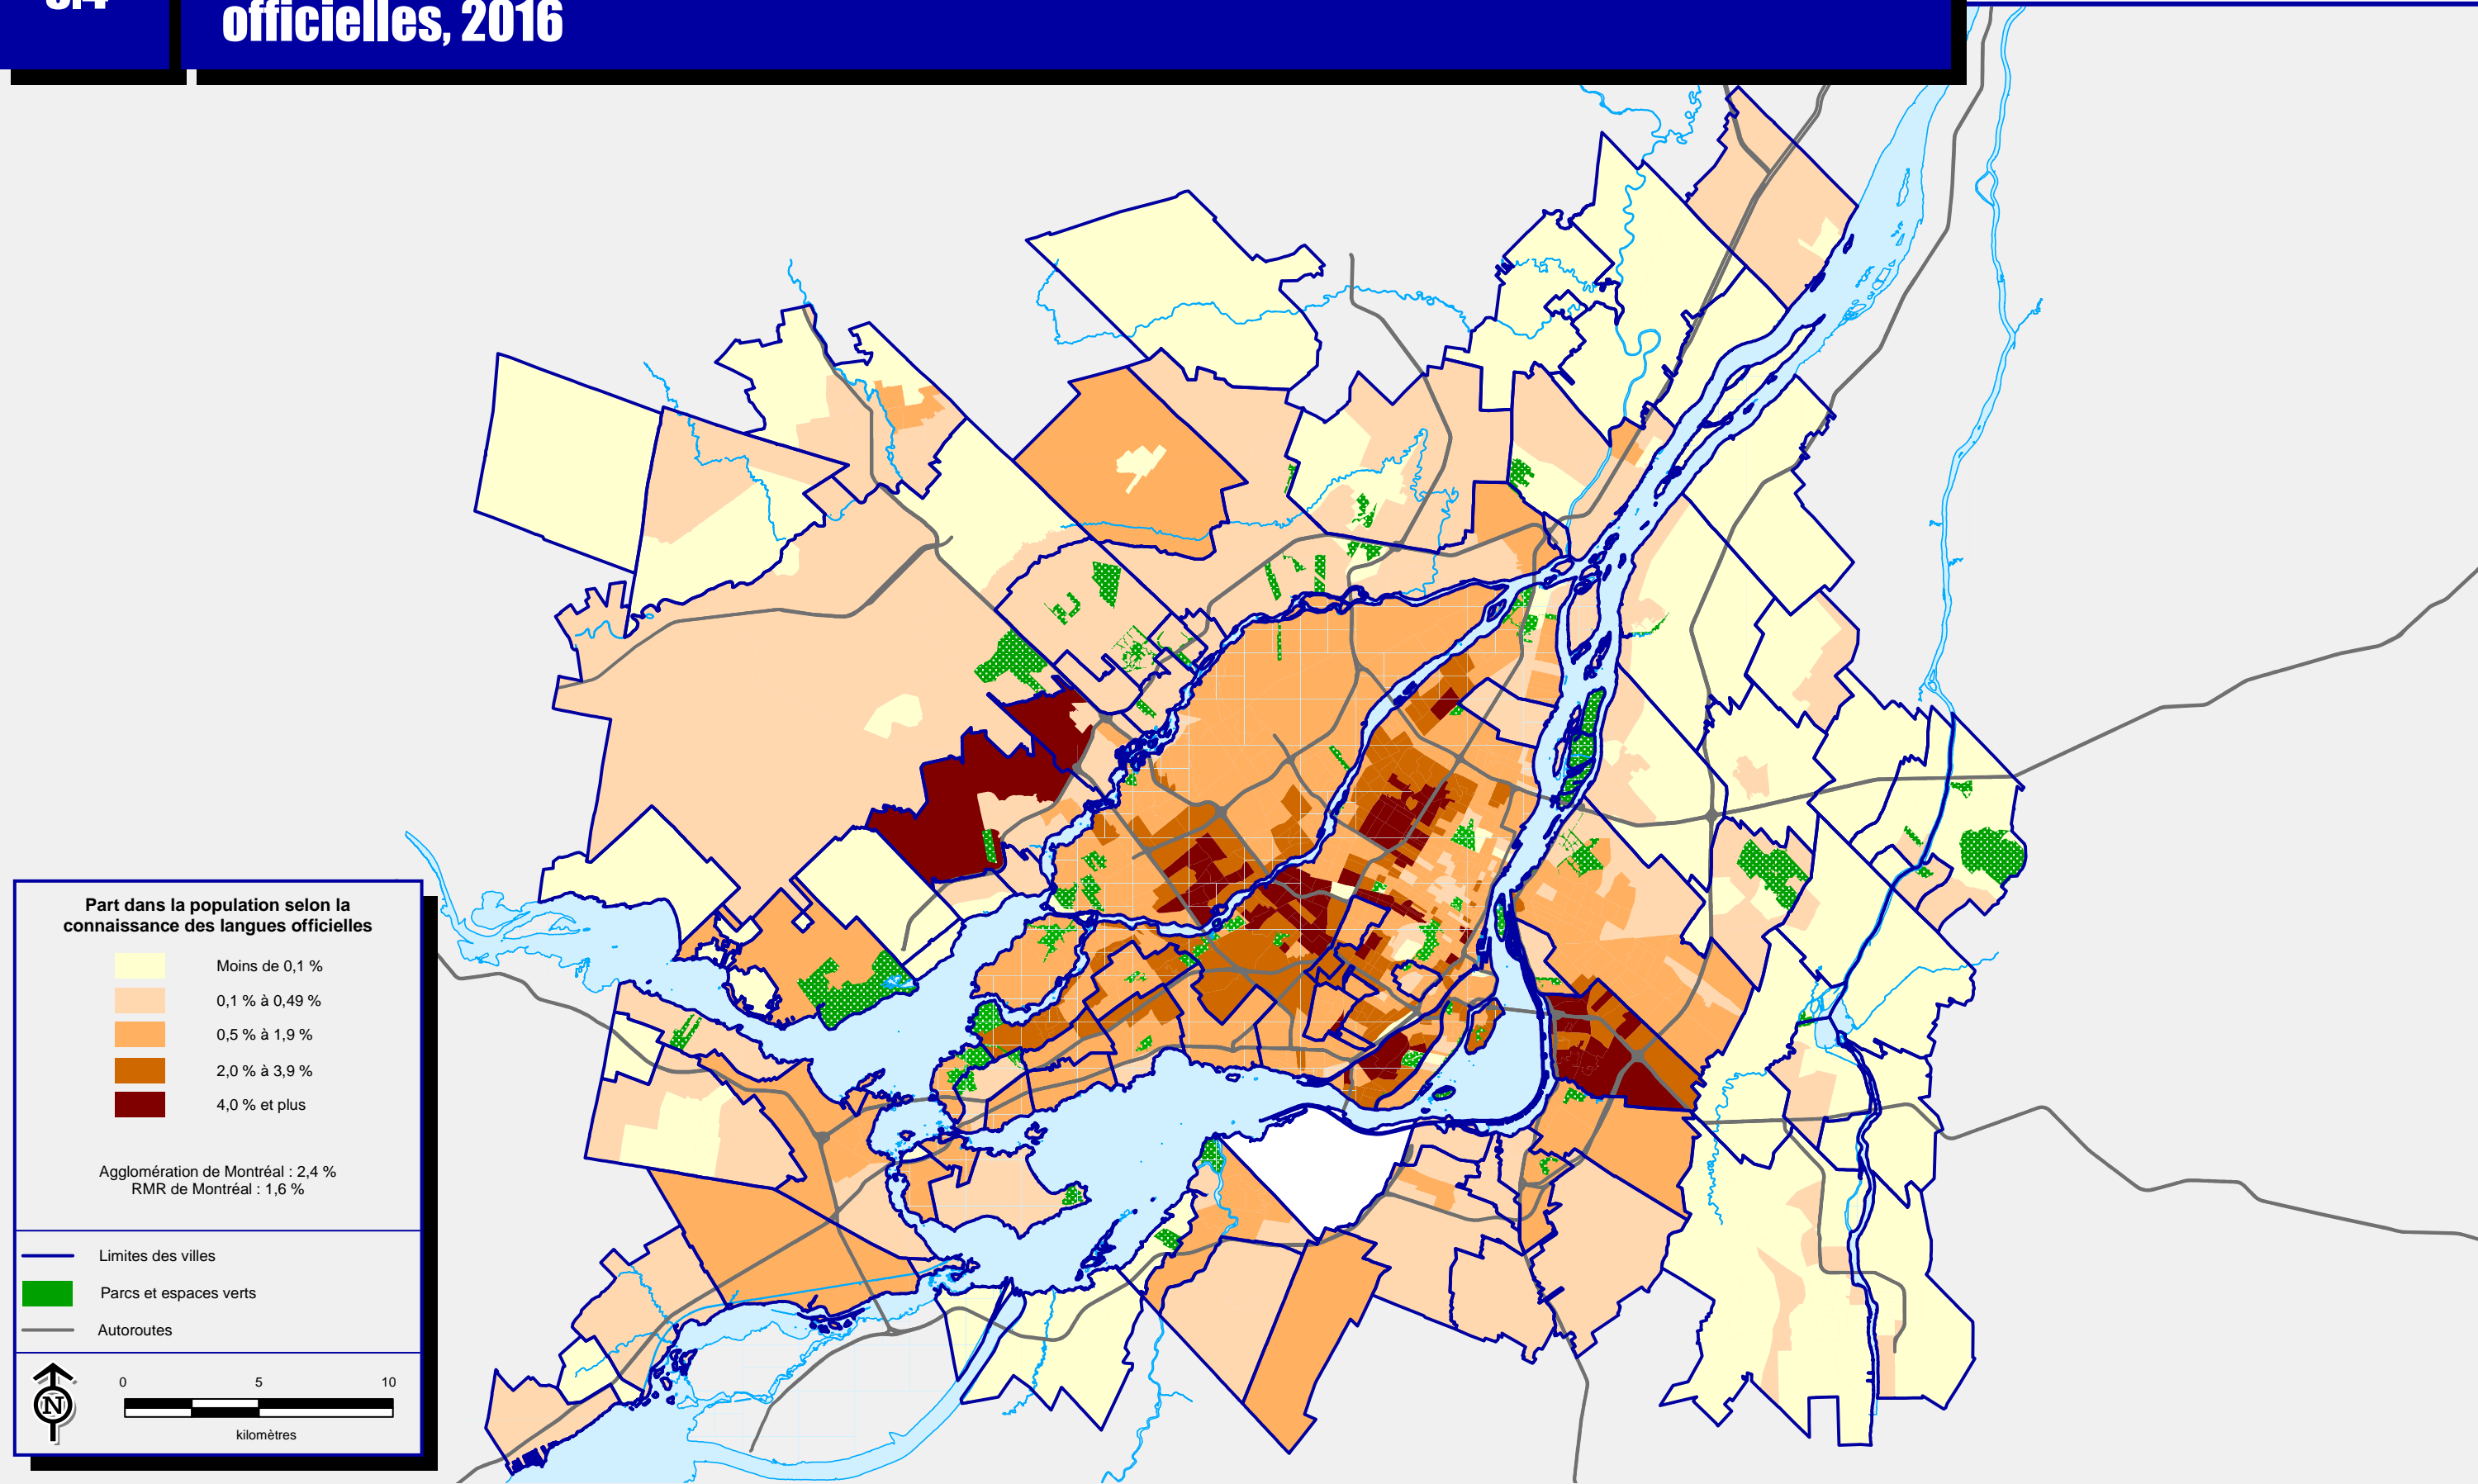 officielles, 2016
Part dans la population selon la
connaissance des langues officielles
Moins de 0,1 %
0,1 % à 0,49 %
0,5 % à 1,9 %
2,0 % à 3,9 %
4,0 % et plus
Agglomération de Montréal : 2,4 %
RMR de Montréal : 1,6 %
Limites des villes
Parcs et espaces verts
Autoroutes
N
0 5 10
kilomètres